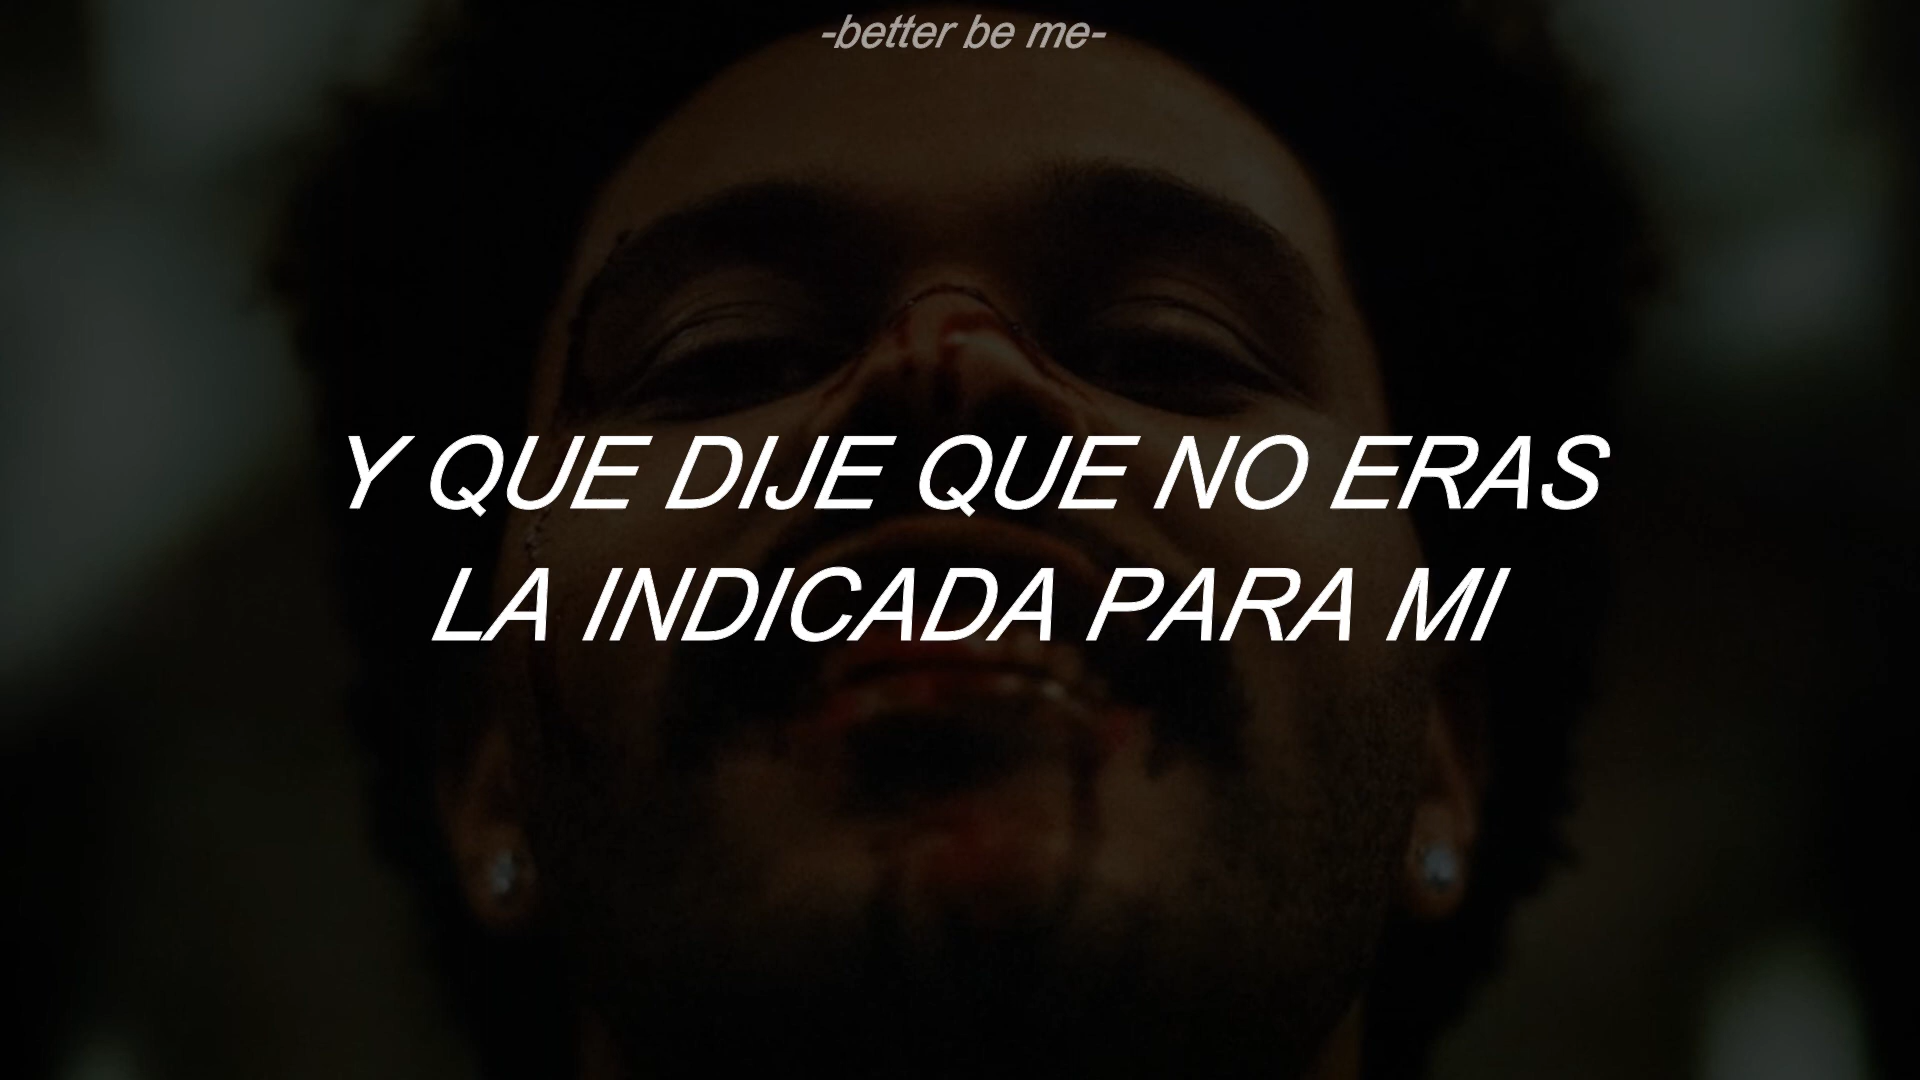 -better be me-
Y QUE DIJE QUE NO ERAS
LA INDICADA PARA MI